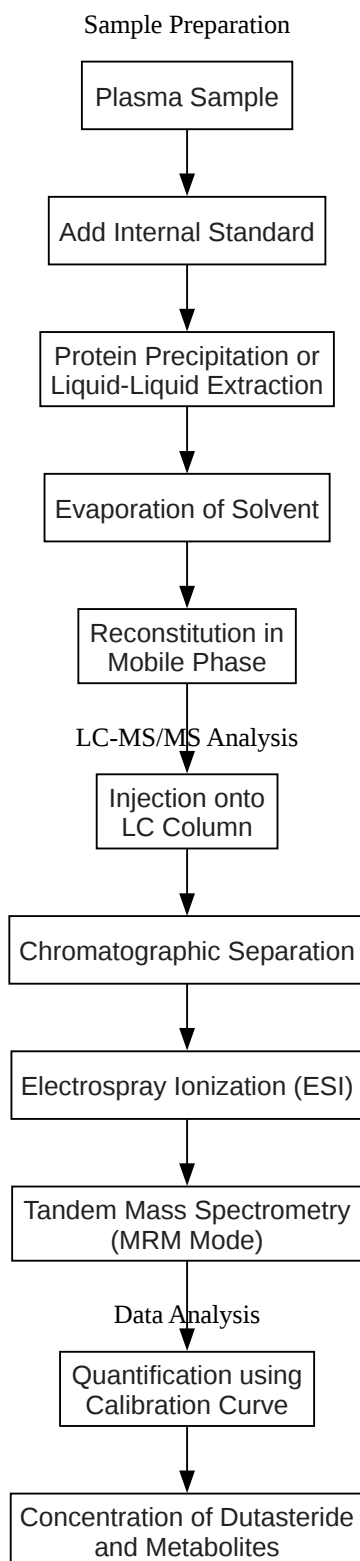 Sample Preparation
Plasma Sample
Add Internal Standard
Protein Precipitation or
Liquid-Liquid Extraction
Evaporation of Solvent
Reconstitution in
Mobile Phase
LC-MS/MS Analysis
Injection onto
LC Column
Chromatographic Separation
Electrospray Ionization (ESI)
Tandem Mass Spectrometry
(MRM Mode)
Data Analysis
Quantification using
Calibration Curve
Concentration of Dutasteride
and Metabolites